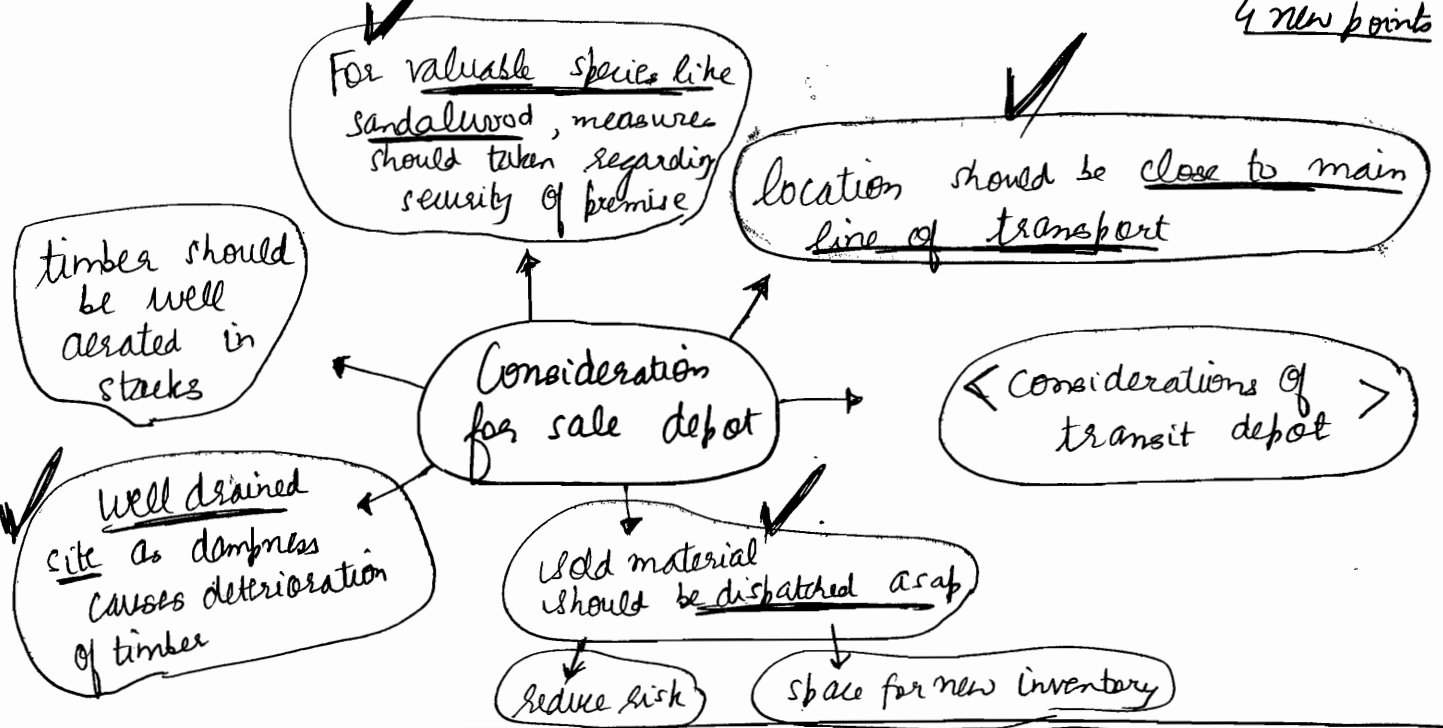 4 new points
For valuable species like
sandalwood, measures
should taken regarding
security of premise
location should be close to main
line of transport
timber should
be well
aerated in
stacks
Consideration
for sale depot
< Considerations of
transit depot >
Well drained
site as dampness
causes deterioration
of timber
sold material
should be dispatched asap
reduce risk
space for new inventory